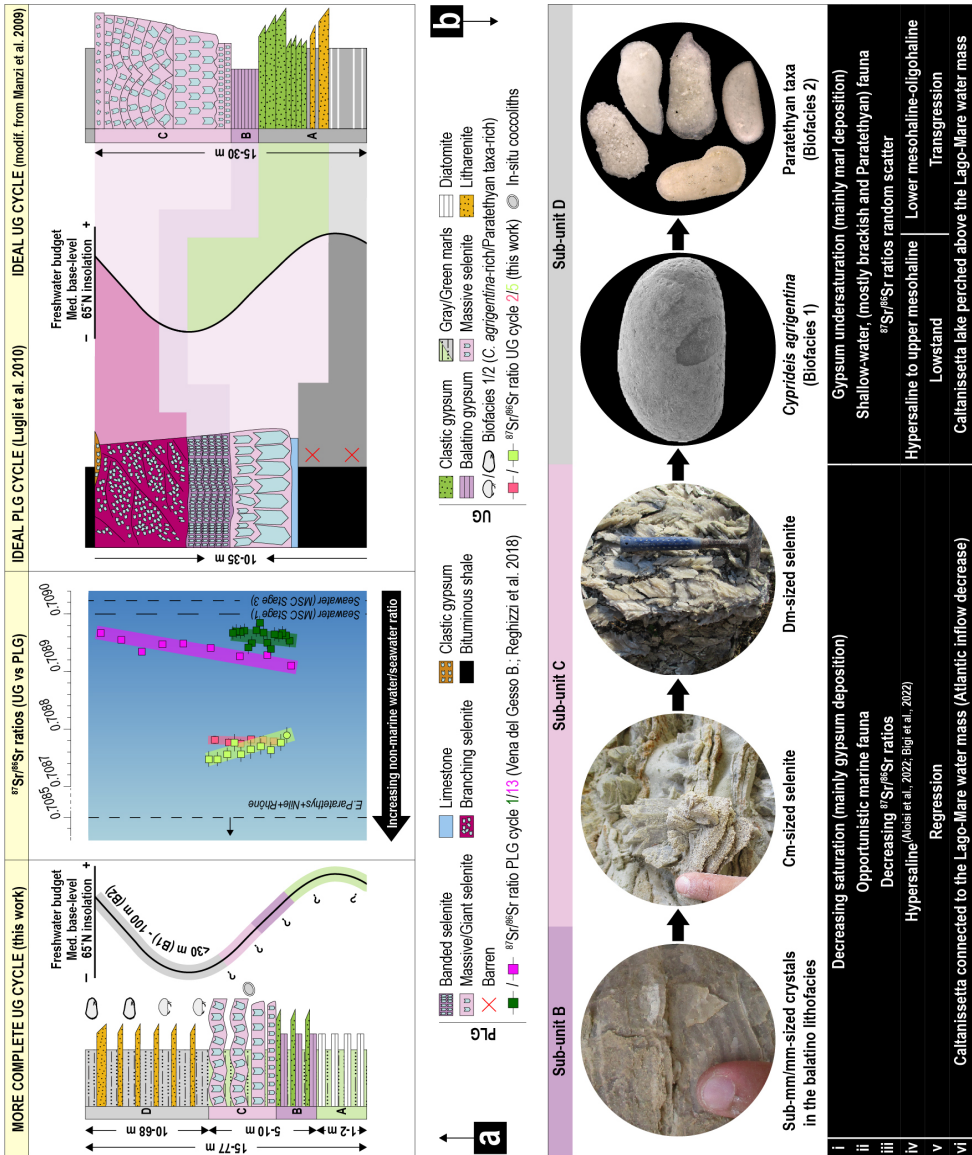 MORE COMPLETE UG CYCLE (this work)
⁸⁷Sr/⁸⁶Sr ratios (UG vs PLG)
IDEAL PLG CYCLE (Lugli et al. 2010)
IDEAL UG CYCLE (modif. from Manzi et al. 2009)
Freshwater budget
Med. base-level
− 65°N insolation +
<30 m (B1) - 100 m (B2)
?
?
?
?
?
D
C
B
A
10-68 m
5-10 m
1-2 m
15-77 m
0.7085
0.7087
0.7088
0.7089
0.7090
E.Paratethys+Nile+Rhône
Seawater (MSC Stage 1)
Seawater (MSC Stage 3)
Increasing non-marine water/seawater ratio
10-35 m
Freshwater budget
Med. base-level
− 65°N insolation +
C
B
A
15-30 m
a
b
PLG
Banded selenite
Massive/Giant selenite
Barren
Limestone
Branching selenite
Clastic gypsum
Bituminous shale
⁸⁷Sr/⁸⁶Sr ratio PLG cycle 1/13 (Vena del Gesso B.; Reghizzi et al. 2018)
UG
Clastic gypsum
Balatino gypsum
Gray/Green marls
Massive selenite
Diatomite
Litharenite
Biofacies 1/2 (C. agrigentina-rich/Paratethyan taxa-rich)
⁸⁷Sr/⁸⁶Sr ratio UG cycle 2/5 (this work)
In-situ coccoliths
Sub-unit B
Sub-unit C
Sub-unit D
Sub-mm/mm-sized crystals
in the balatino lithofacies
Cm-sized selenite
Dm-sized selenite
Cyprideis agrigentina
(Biofacies 1)
Paratethyan taxa
(Biofacies 2)
i
Decreasing saturation (mainly gypsum deposition)
Gypsum undersaturation (mainly marl deposition)
ii
Opportunistic marine fauna
Shallow-water, (mostly brackish and Paratethyan) fauna
iii
Decreasing ⁸⁷Sr/⁸⁶Sr ratios
⁸⁷Sr/⁸⁶Sr ratios random scatter
iv
Hypersaline(Aloisi et al., 2022; Bigi et al., 2022)
Hypersaline to upper mesohaline
Lower mesohaline-oligohaline
v
Regression
Lowstand
Transgression
vi
Caltanissetta connected to the Lago-Mare water mass (Atlantic inflow decrease)
Caltanissetta lake perched above the Lago-Mare water mass